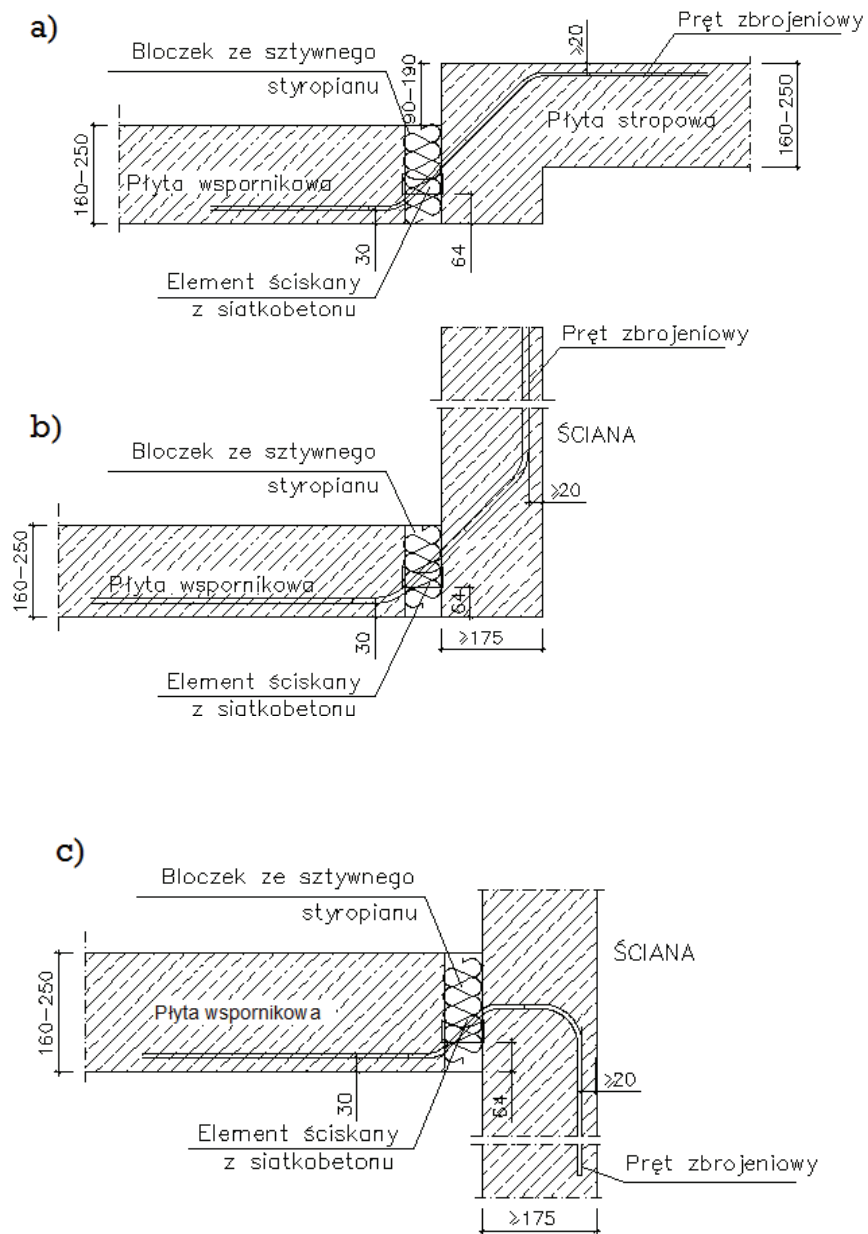 a)
Bloczek ze sztywnego
styropianu
90–190
≥20
Pręt zbrojeniowy
160–250
Płyta wspornikowa
Płyta stropowa
160–250
30
64
Element ściskany
z siatkobetonu
b)
Pręt zbrojeniowy
Bloczek ze sztywnego
styropianu
ŚCIANA
≥20
160–250
Płyta wspornikowa
30
64
≥175
Element ściskany
z siatkobetonu
c)
Bloczek ze sztywnego
styropianu
ŚCIANA
160–250
Płyta wspornikowa
30
64
≥20
Element ściskany
z siatkobetonu
Pręt zbrojeniowy
≥175